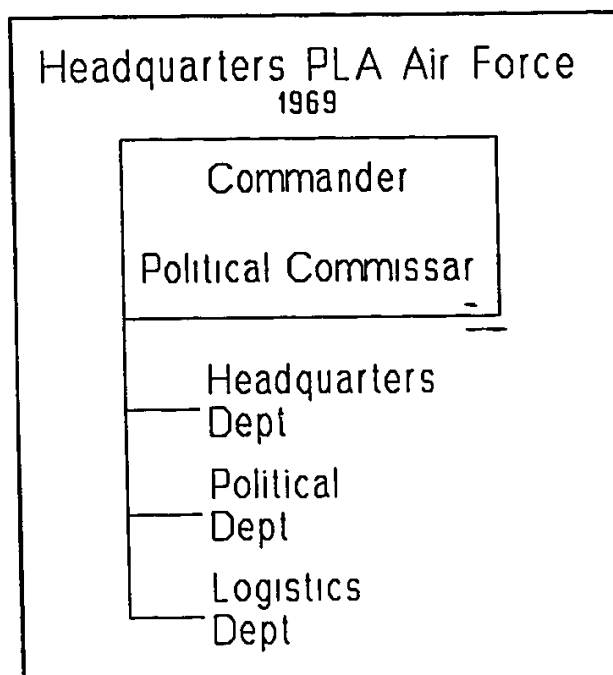 Headquarters PLA Air Force
1969
Commander
Political Commissar
Headquarters
Dept
Political
Dept
Logistics
Dept